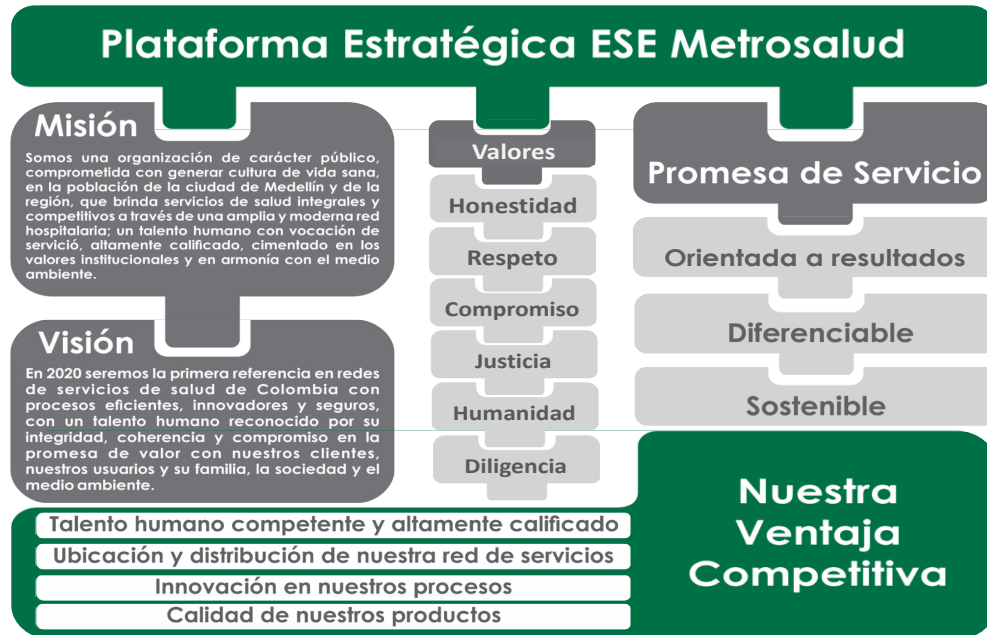 Plataforma Estratégica ESE Metrosalud
Misión
Somos una organización de carácter público,
comprometida con generar cultura de vida sana,
en la población de la ciudad de Medellín y de la
región, que brinda servicios de salud integrales y
competitivos a través de una amplia y moderna red
hospitalaria; un talento humano con vocación de
servició, altamente calificado, cimentado en los
valores institucionales y en armonía con el medio
ambiente.
Visión
En 2020 seremos la primera referencia en redes
de servicios de salud de Colombia con
procesos eficientes, innovadores y seguros,
con un talento humano reconocido por su
integridad, coherencia y compromiso en la
promesa de valor con nuestros clientes,
nuestros usuarios y su familia, la sociedad y el
medio ambiente.
Valores
Honestidad
Respeto
Compromiso
Justicia
Humanidad
Diligencia
Promesa de Servicio
Orientada a resultados
Diferenciable
Sostenible
Nuestra
Ventaja
Competitiva
Talento humano competente y altamente calificado
Ubicación y distribución de nuestra red de servicios
Innovación en nuestros procesos
Calidad de nuestros productos